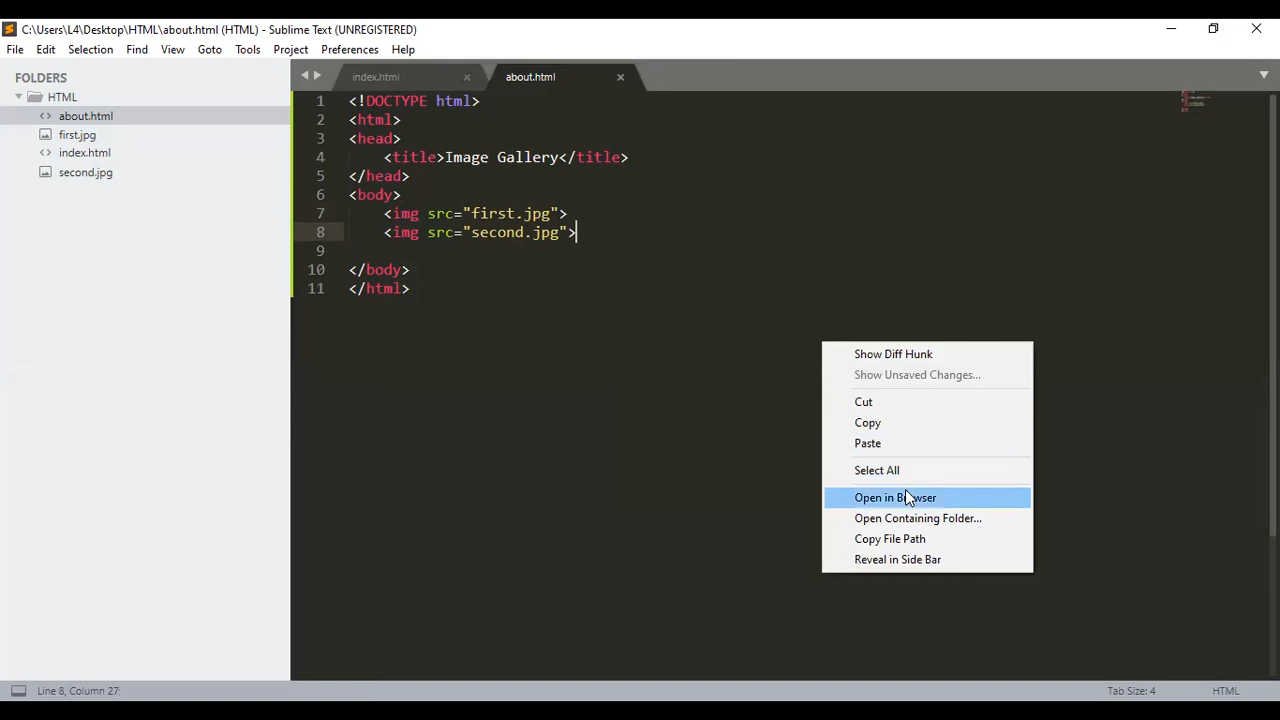 C:\Users\L4\Desktop\HTML\about.html (HTML) - Sublime Text (UNREGISTERED)
File Edit Selection Find View Goto Tools Project Preferences Help
FOLDERS
HTML
about.html
first.jpg
index.html
second.jpg
index.html
about.html
1 <!DOCTYPE html>
2 <html>
3 <head>
4 <title>Image Gallery</title>
5 </head>
6 <body>
7 <img src="first.jpg">
8 <img src="second.jpg">
9
10 </body>
11 </html>
Show Diff Hunk
Show Unsaved Changes...
Cut
Copy
Paste
Select All
Open in Browser
Open Containing Folder...
Copy File Path
Reveal in Side Bar
Line 8, Column 27
Tab Size: 4
HTML